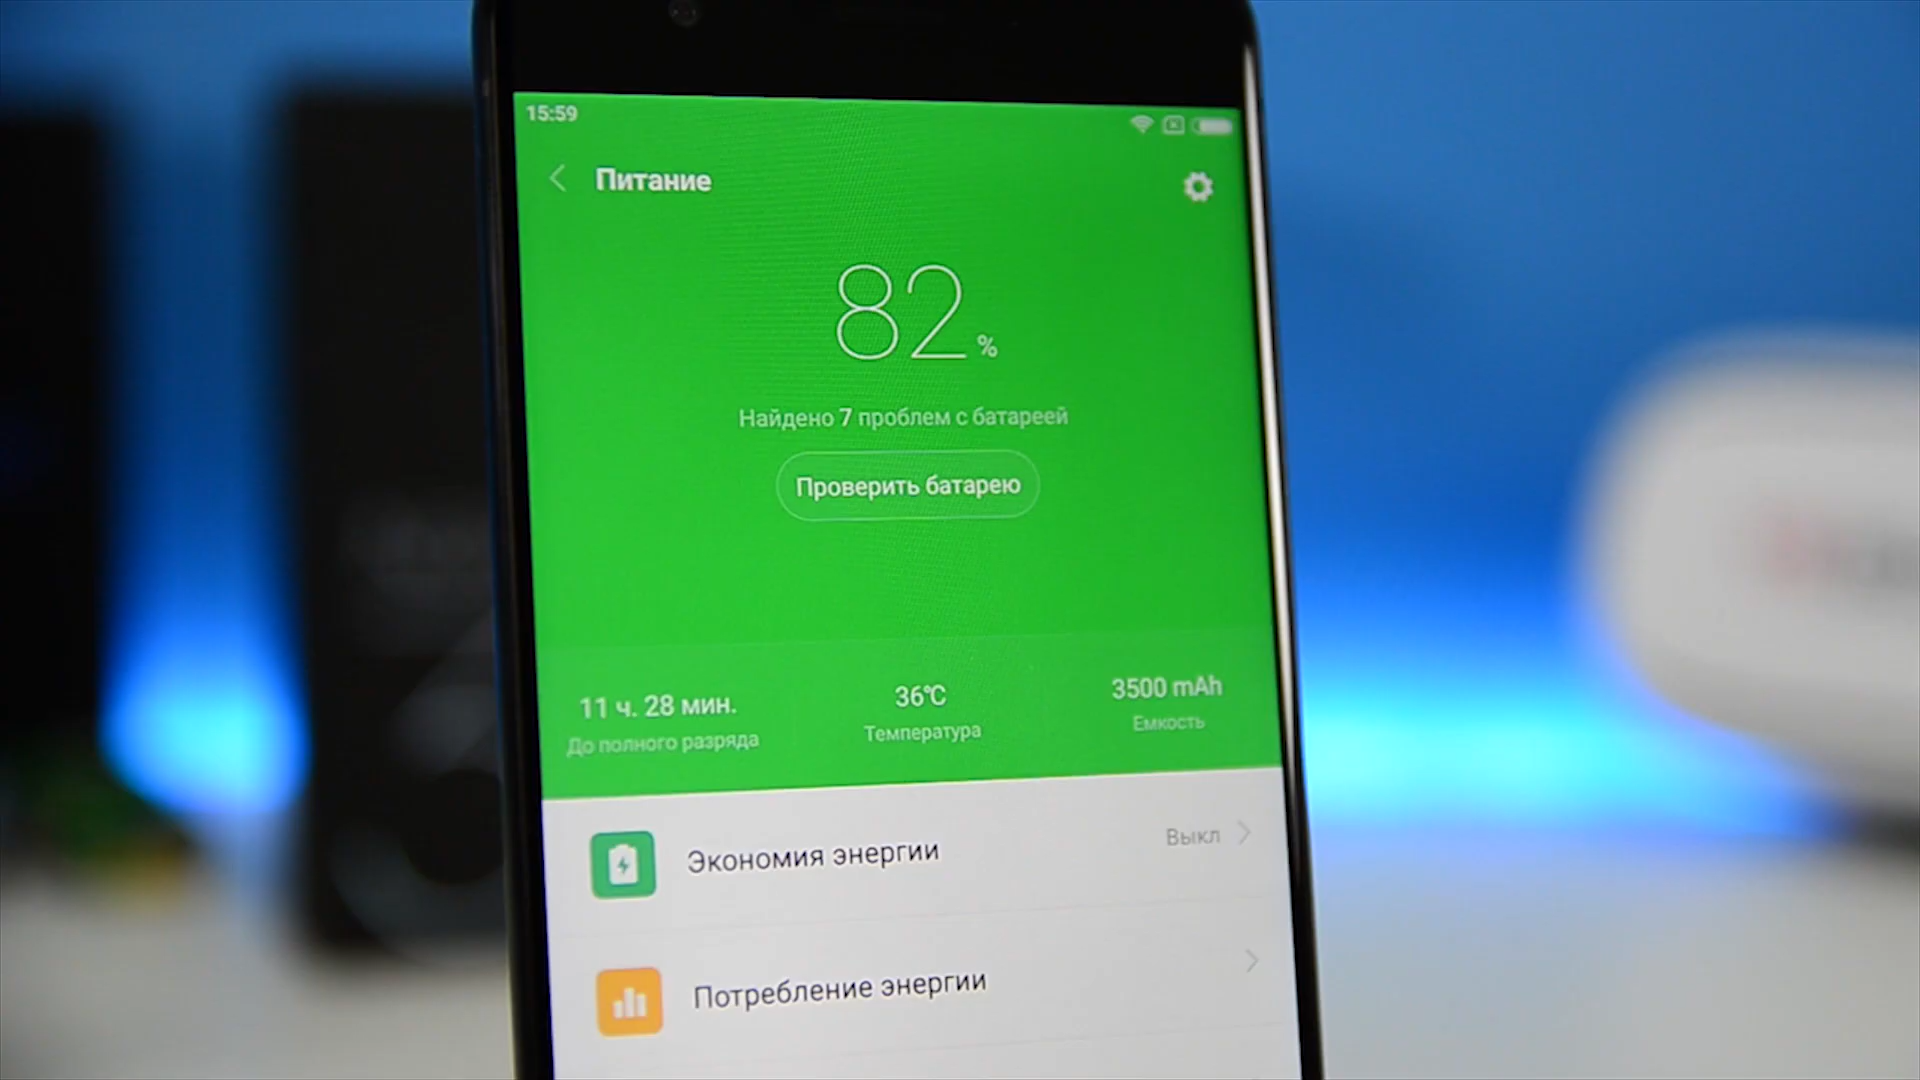 15:59
Питание
82 %
Найдено 7 проблем с батареей
Проверить батарею
11 ч. 28 мин.
До полного разряда
36℃
Температура
3500 mAh
Емкость
Экономия энергии
Выкл
Потребление энергии